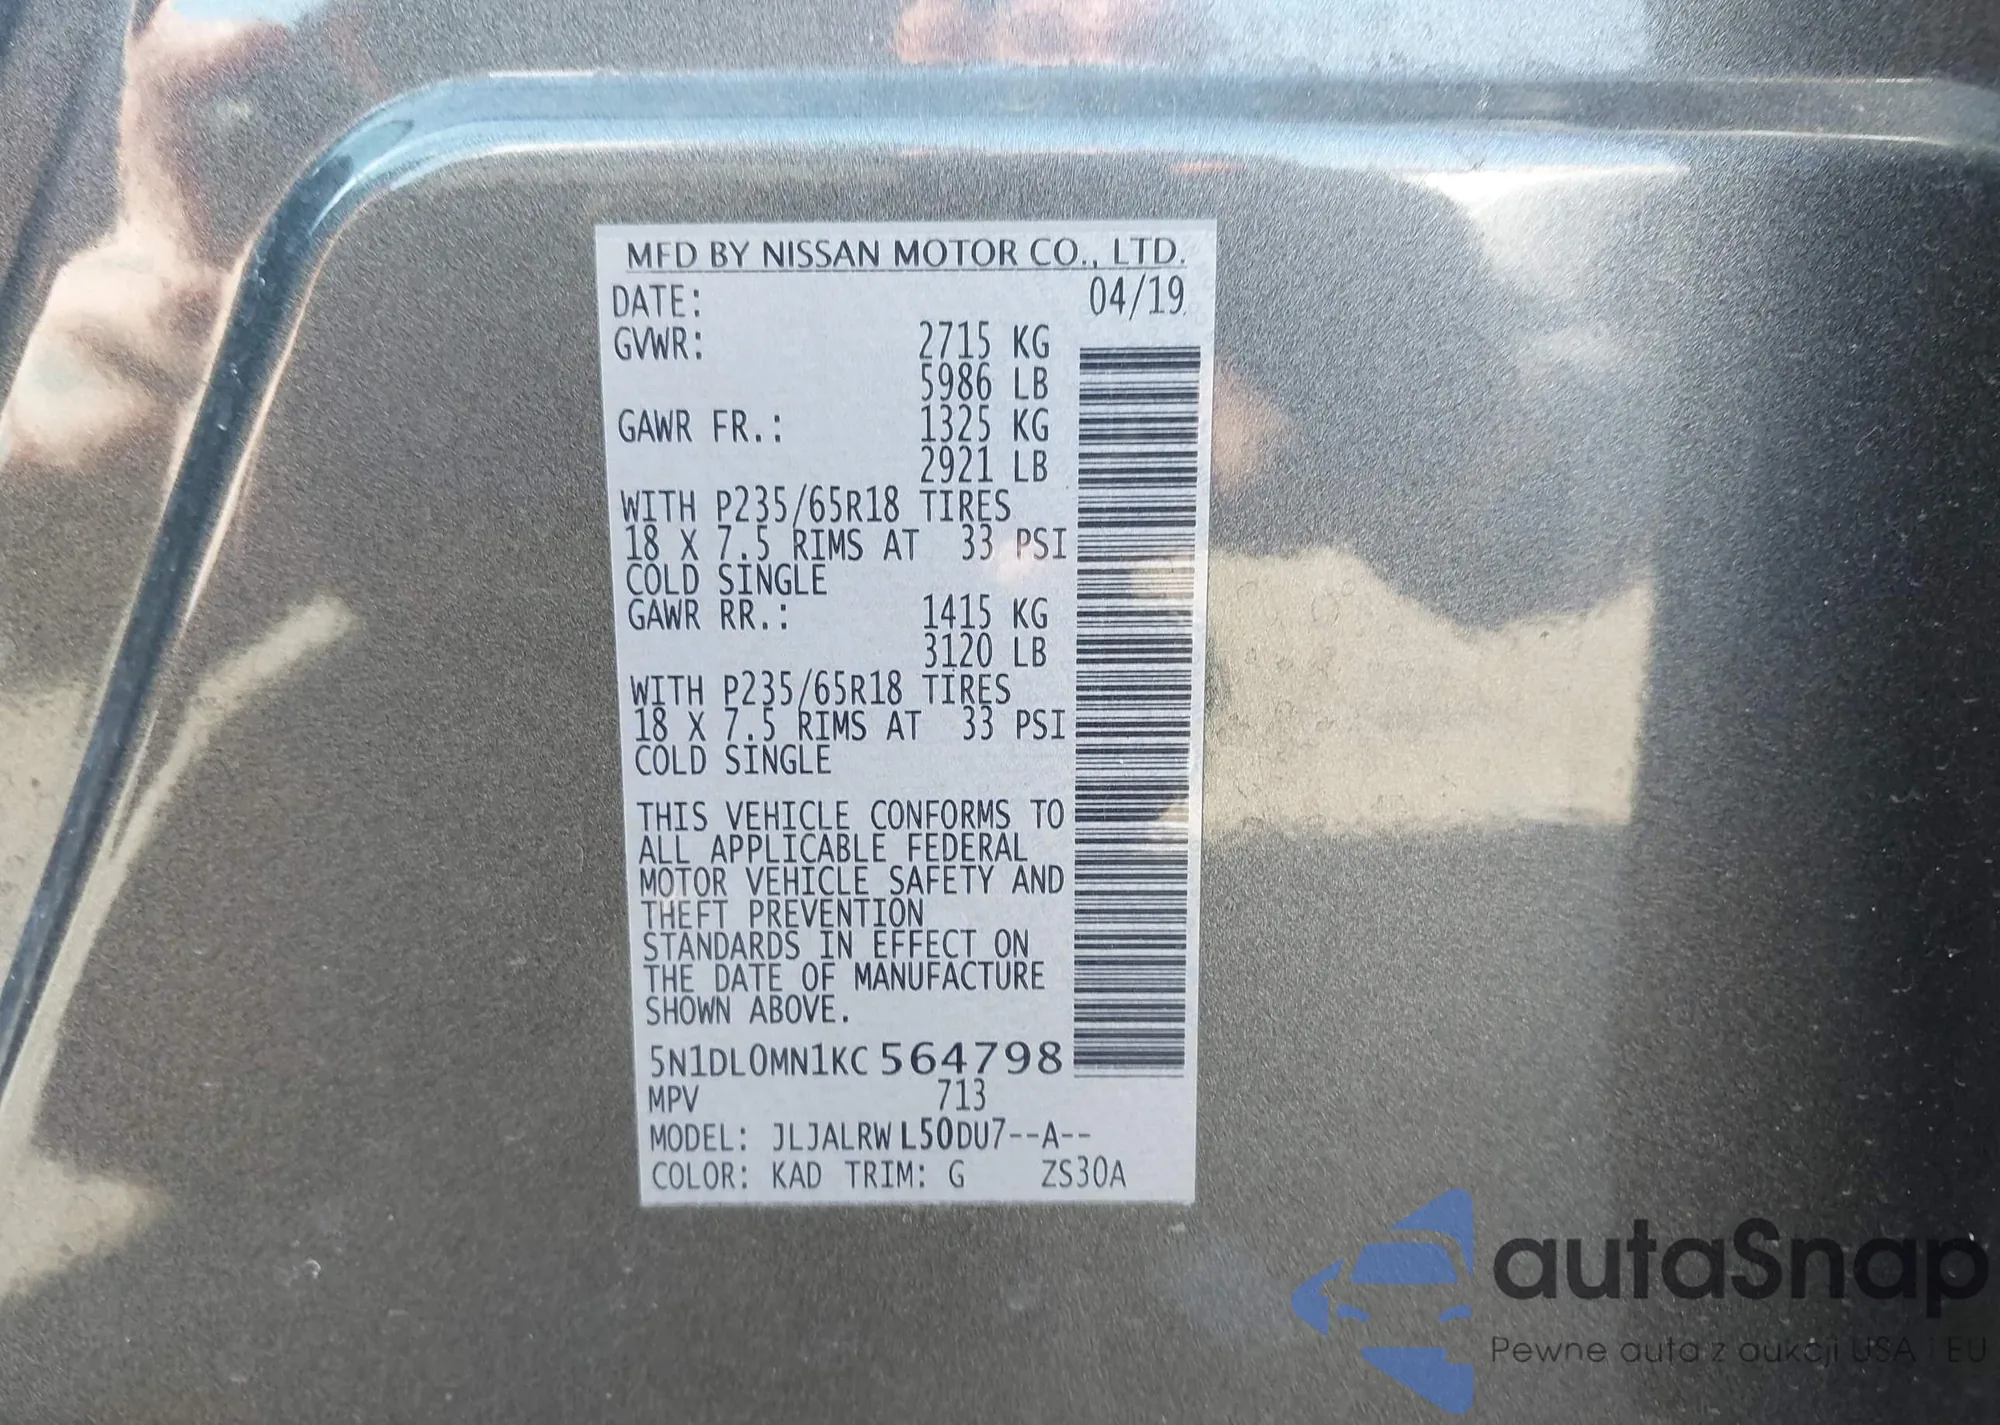 MFD BY NISSAN MOTOR CO., LTD.
DATE: 04/19
GVWR: 2715 KG
5986 LB
GAWR FR.: 1325 KG
2921 LB
WITH P235/65R18 TIRES
18 X 7.5 RIMS AT 33 PSI
COLD SINGLE
GAWR RR.: 1415 KG
3120 LB
WITH P235/65R18 TIRES
18 X 7.5 RIMS AT 33 PSI
COLD SINGLE
THIS VEHICLE CONFORMS TO
ALL APPLICABLE FEDERAL
MOTOR VEHICLE SAFETY AND
THEFT PREVENTION
STANDARDS IN EFFECT ON
THE DATE OF MANUFACTURE
SHOWN ABOVE.
5N1DL0MN1KC564798
MPV 713
MODEL: JLJALRWL50DU7--A--
COLOR: KAD TRIM: G ZS30A
autaSnap
Pewne auta z aukcji USA i EU